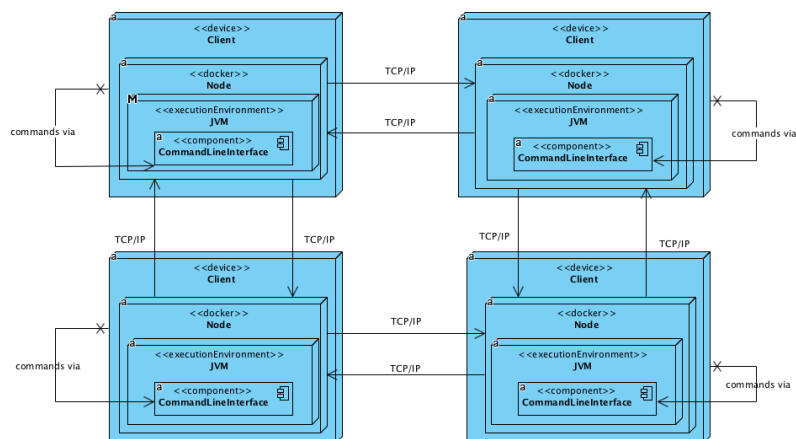 a
<<device>>
Client
a
<<docker>>
Node
M
<<executionEnvironment>>
JVM
a
<<component>>
CommandLineInterface
commands via
TCP/IP
TCP/IP
a
<<device>>
Client
a
<<docker>>
Node
a
<<executionEnvironment>>
JVM
a
<<component>>
CommandLineInterface
commands via
TCP/IP
TCP/IP
TCP/IP
TCP/IP
a
<<device>>
Client
a
<<docker>>
Node
a
<<executionEnvironment>>
JVM
a
<<component>>
CommandLineInterface
commands via
TCP/IP
TCP/IP
a
<<device>>
Client
a
<<docker>>
Node
a
<<executionEnvironment>>
JVM
a
<<component>>
CommandLineInterface
commands via